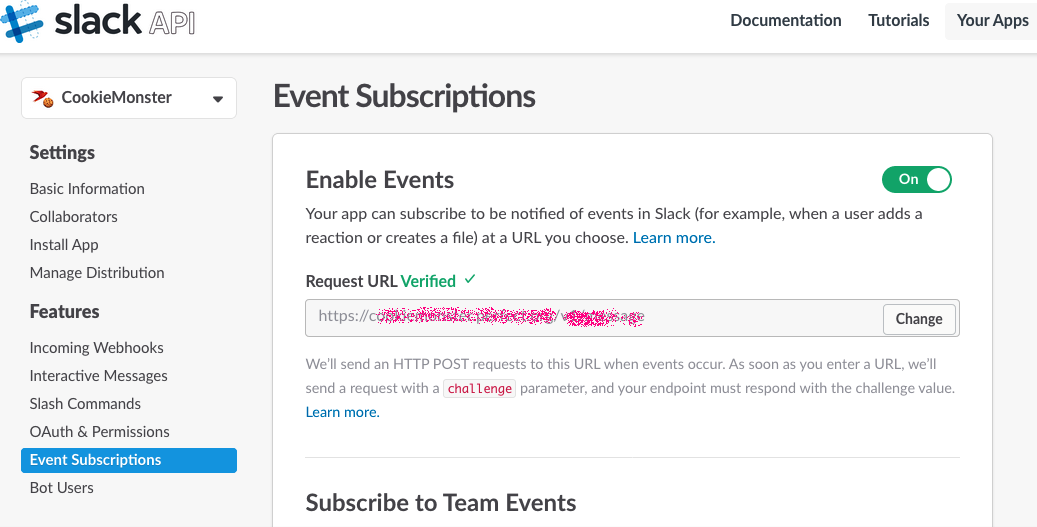 slack API
Documentation Tutorials Your Apps
CookieMonster
Event Subscriptions
Settings
Basic Information
Collaborators
Install App
Manage Distribution
Features
Incoming Webhooks
Interactive Messages
Slash Commands
OAuth & Permissions
Event Subscriptions
Bot Users
Enable Events
On
Your app can subscribe to be notified of events in Slack (for example, when a user adds a
reaction or creates a file) at a URL you choose. Learn more.
Request URL Verified
https://
Change
We'll send an HTTP POST requests to this URL when events occur. As soon as you enter a URL, we'll
send a request with a challenge parameter, and your endpoint must respond with the challenge value.
Learn more.
Subscribe to Team Events